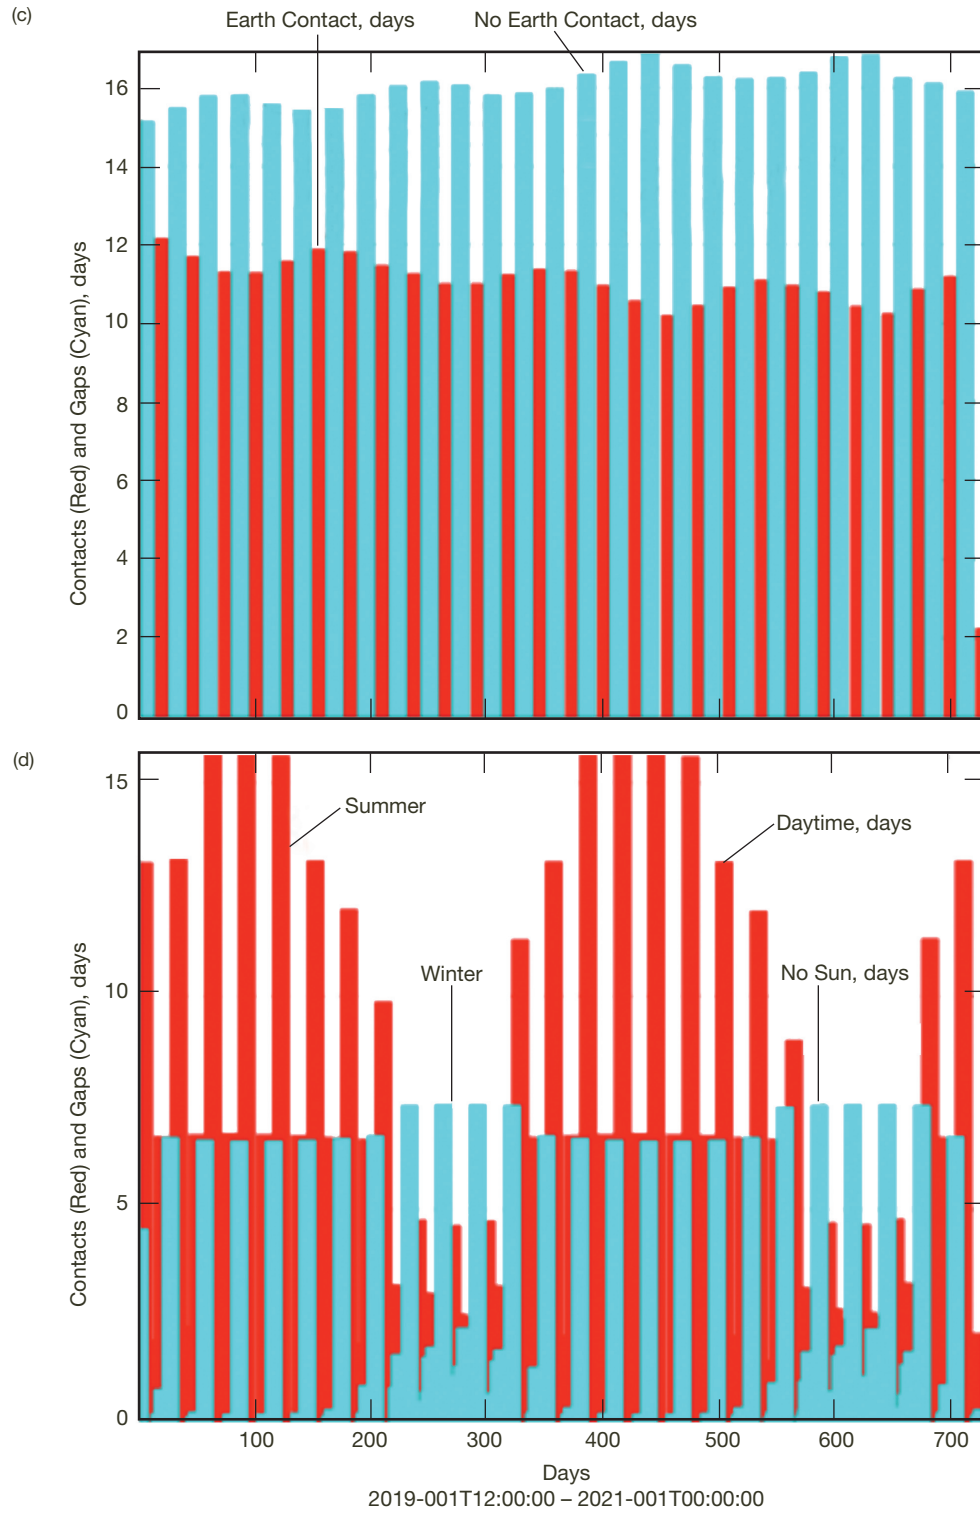 (c)
Earth Contact, days
No Earth Contact, days
Contacts (Red) and Gaps (Cyan), days
16
14
12
10
8
6
4
2
0
(d)
Contacts (Red) and Gaps (Cyan), days
15
10
5
0
Summer
Daytime, days
Winter
No Sun, days
100 200 300 400 500 600 700
Days
2019-001T12:00:00 – 2021-001T00:00:00